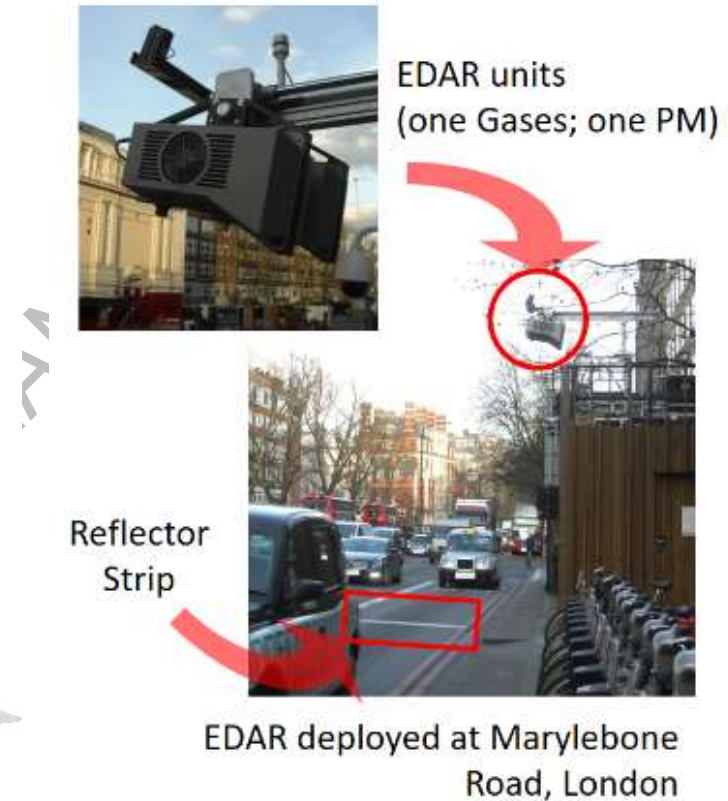 EDAR units
(one Gases; one PM)
Reflector
Strip
EDAR deployed at Marylebone
Road, London